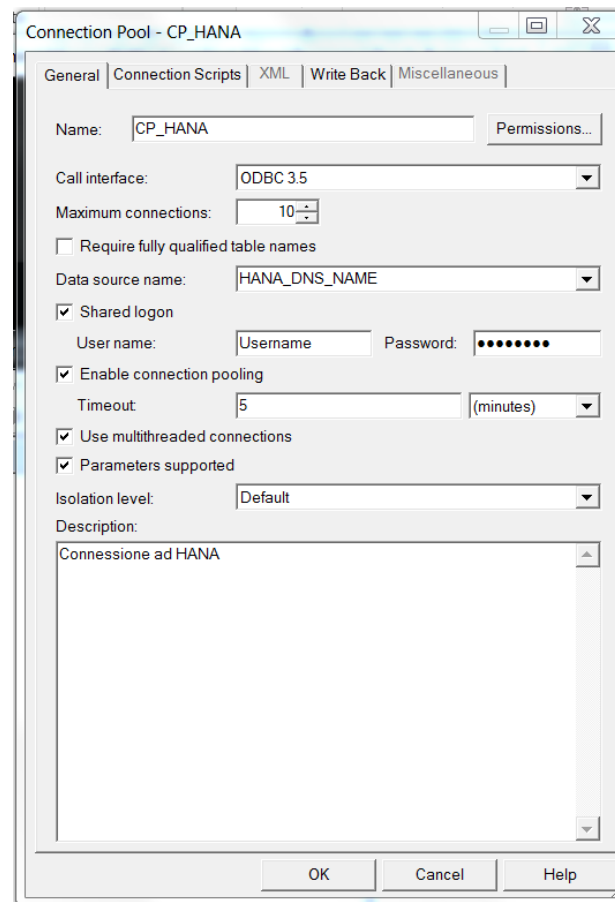 Connection Pool - CP_HANA
General Connection Scripts XML Write Back Miscellaneous
Name: CP_HANA Permissions...
Call interface: ODBC 3.5
Maximum connections: 10
Require fully qualified table names
Data source name: HANA_DNS_NAME
Shared logon
User name: Username Password: ●●●●●●●●
Enable connection pooling
Timeout: 5 (minutes)
Use multithreaded connections
Parameters supported
Isolation level: Default
Description:
Connessione ad HANA
OK Cancel Help